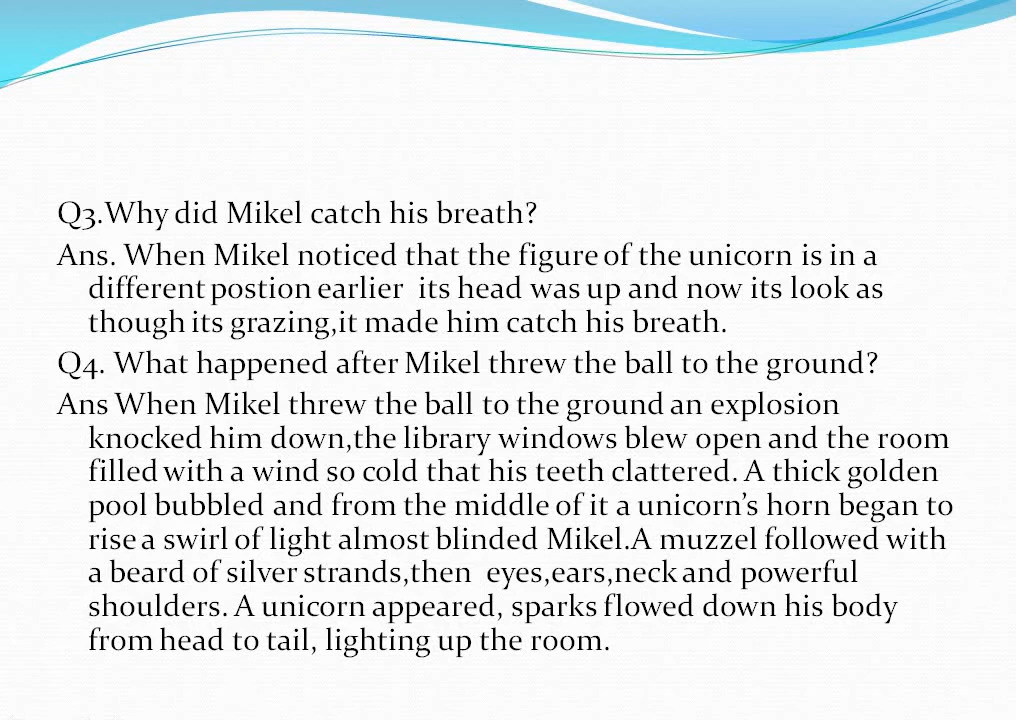 Q3.Why did Mikel catch his breath?
Ans. When Mikel noticed that the figure of the unicorn is in a
different postion earlier its head was up and now its look as
though its grazing,it made him catch his breath.
Q4. What happened after Mikel threw the ball to the ground?
Ans When Mikel threw the ball to the ground an explosion
knocked him down,the library windows blew open and the room
filled with a wind so cold that his teeth clattered. A thick golden
pool bubbled and from the middle of it a unicorn’s horn began to
rise a swirl of light almost blinded Mikel.A muzzel followed with
a beard of silver strands,then eyes,ears,neck and powerful
shoulders. A unicorn appeared, sparks flowed down his body
from head to tail, lighting up the room.